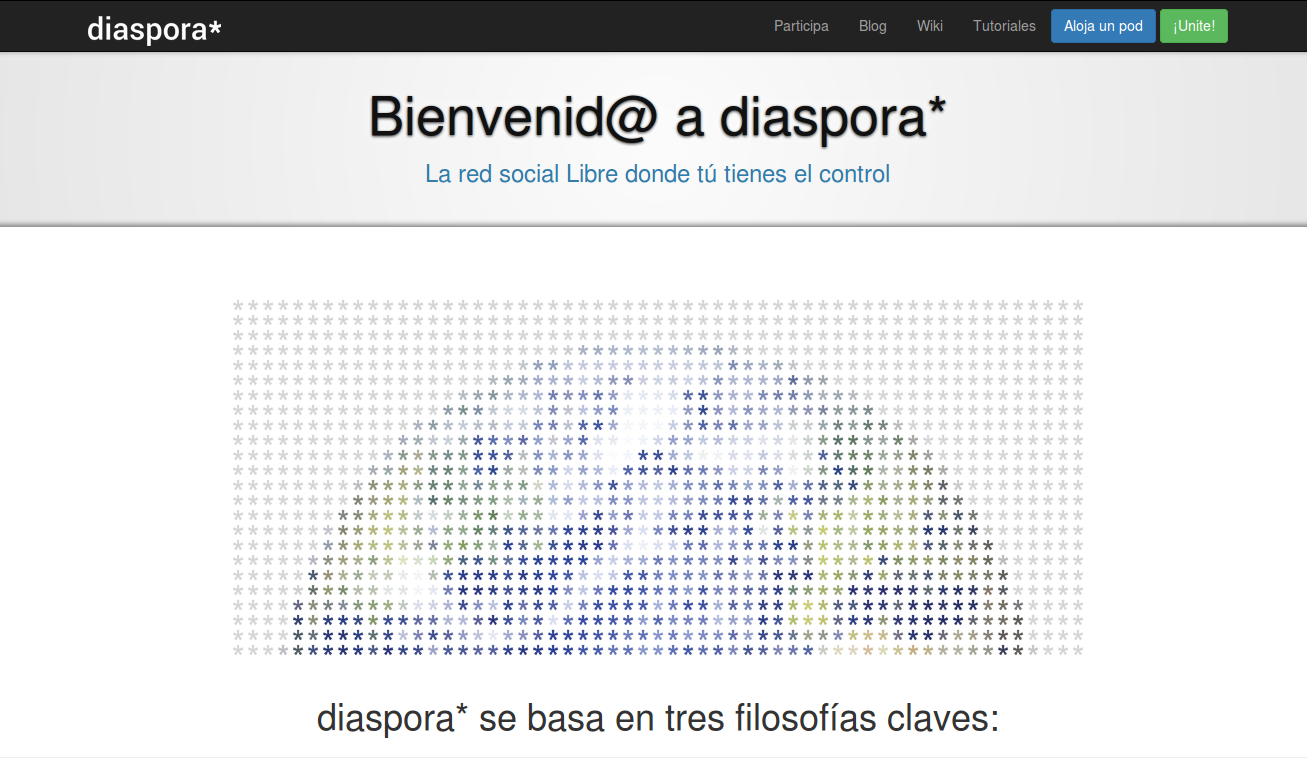 diaspora*
Participa Blog Wiki Tutoriales Aloja un pod ¡Unite!
Bienvenid@ a diaspora*
La red social Libre donde tú tienes el control
diaspora* se basa en tres filosofías claves: